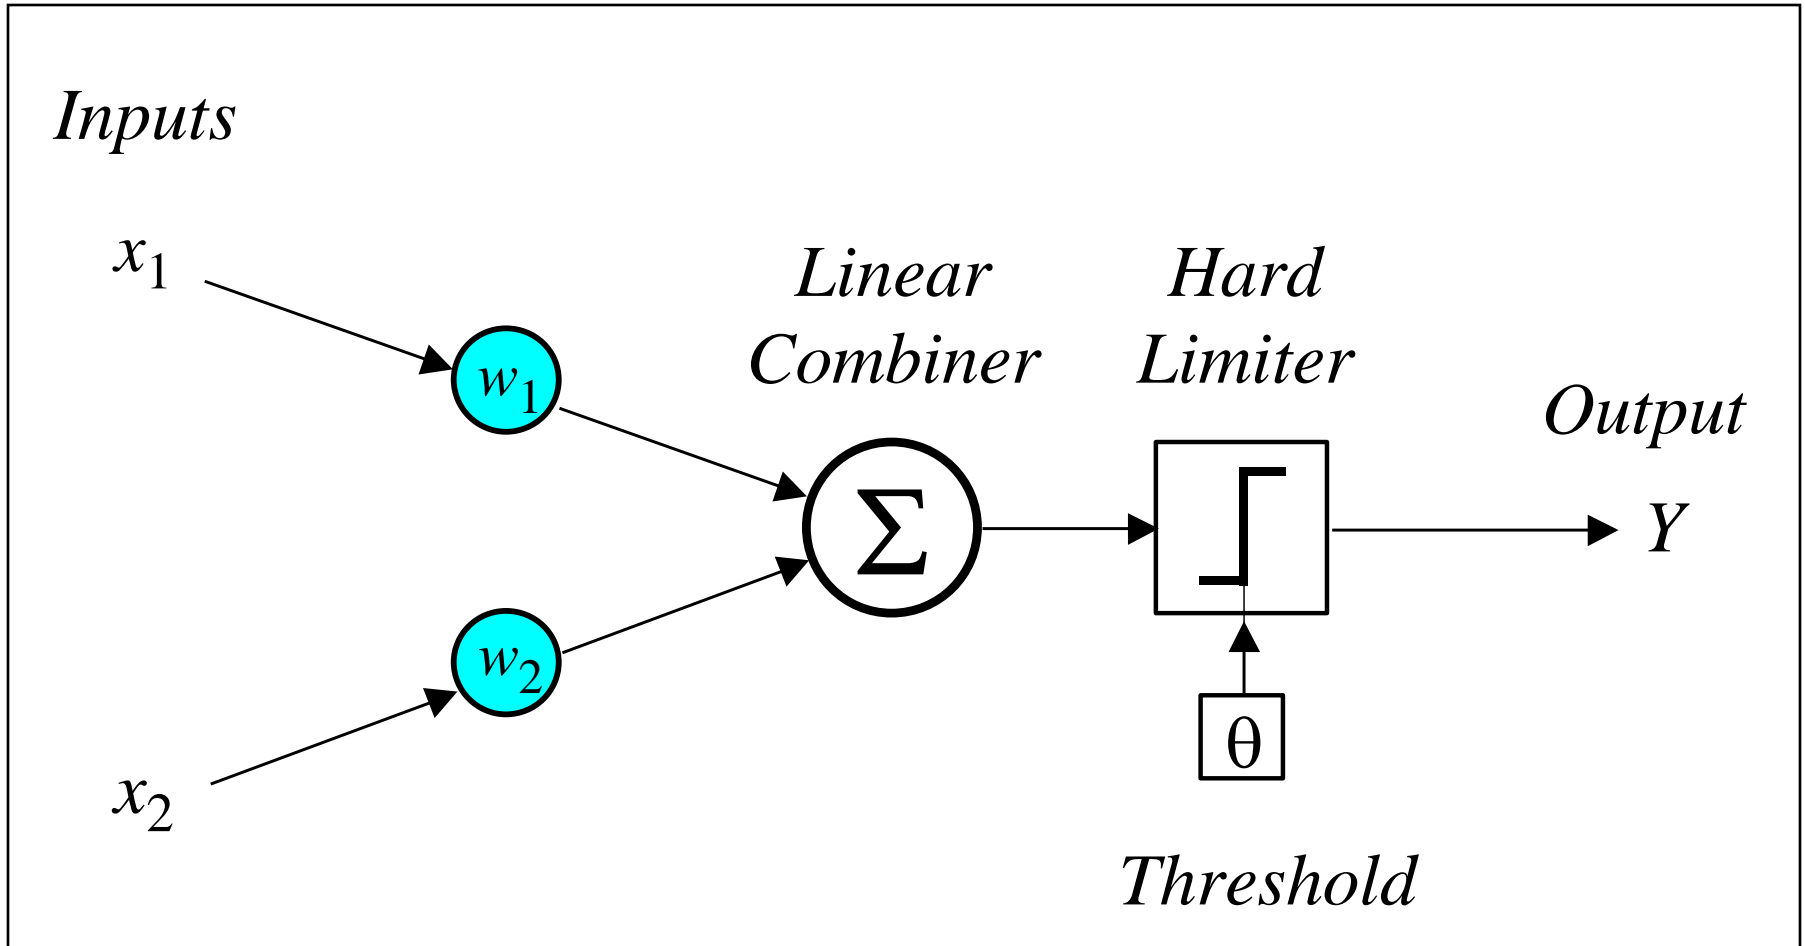 Inputs
x₁
Linear
Combiner
Hard
Limiter
Output
w₁
Σ
Y
w₂
θ
x₂
Threshold